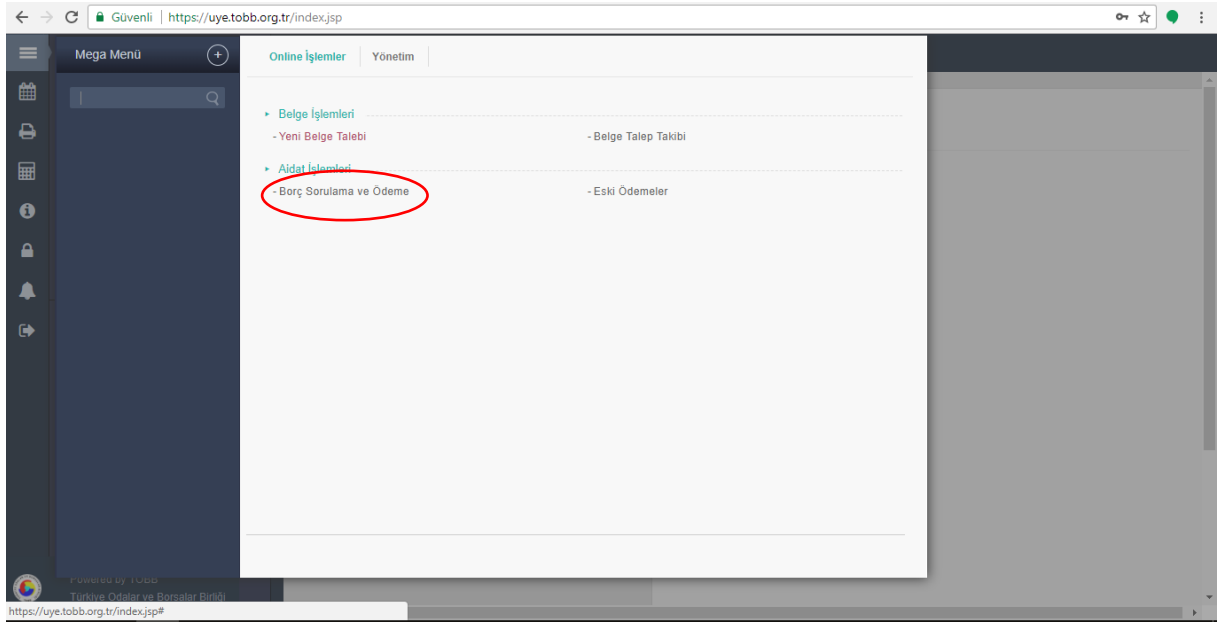 Güvenli | https://uye.tobb.org.tr/index.jsp
Mega Menü
Online İşlemler
Yönetim
Belge İşlemleri
- Yeni Belge Talebi
- Belge Talep Takibi
Aidat İşlemleri
- Borç Sorulama ve Ödeme
- Eski Ödemeler
Powered by TOBB
Türkiye Odalar ve Borsalar Birliği
https://uye.tobb.org.tr/index.jsp#